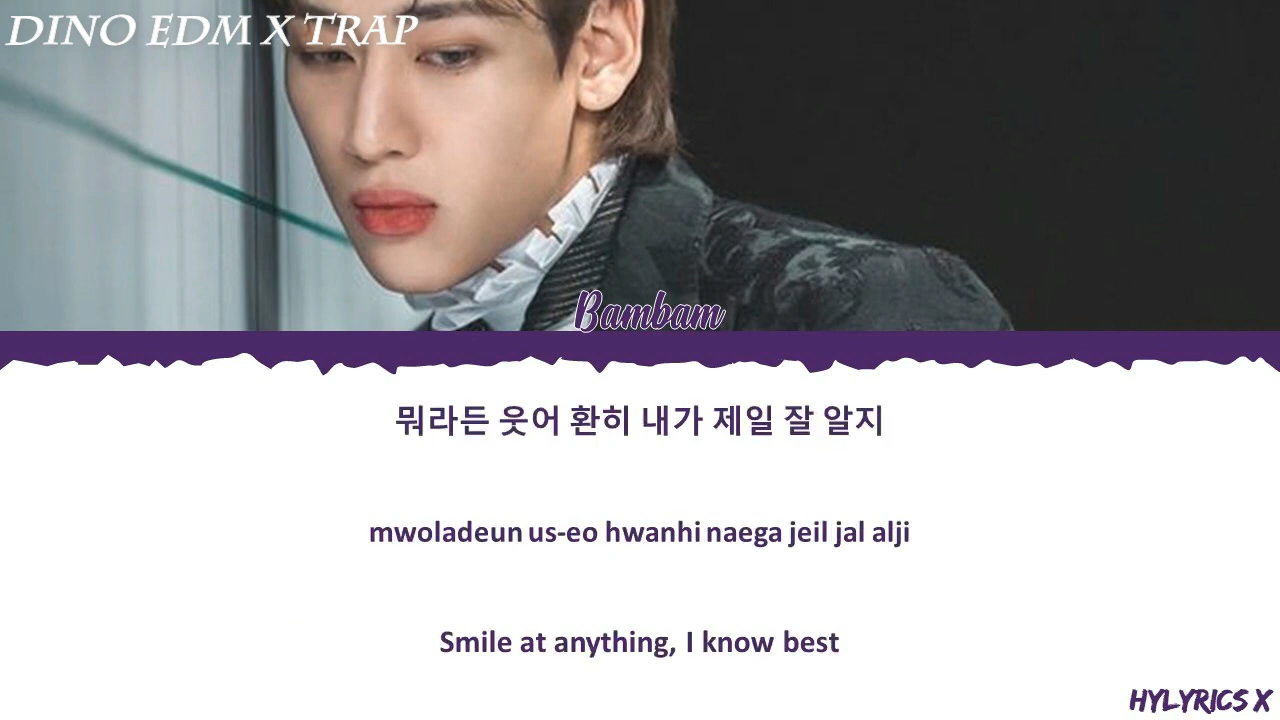 DINO EDM X TRAP
Bambam
뭐라든 웃어 환히 내가 제일 잘 알지
mwoladeun us-eo hwanhi naega jeil jal alji
Smile at anything, I know best
HYLYRICS X